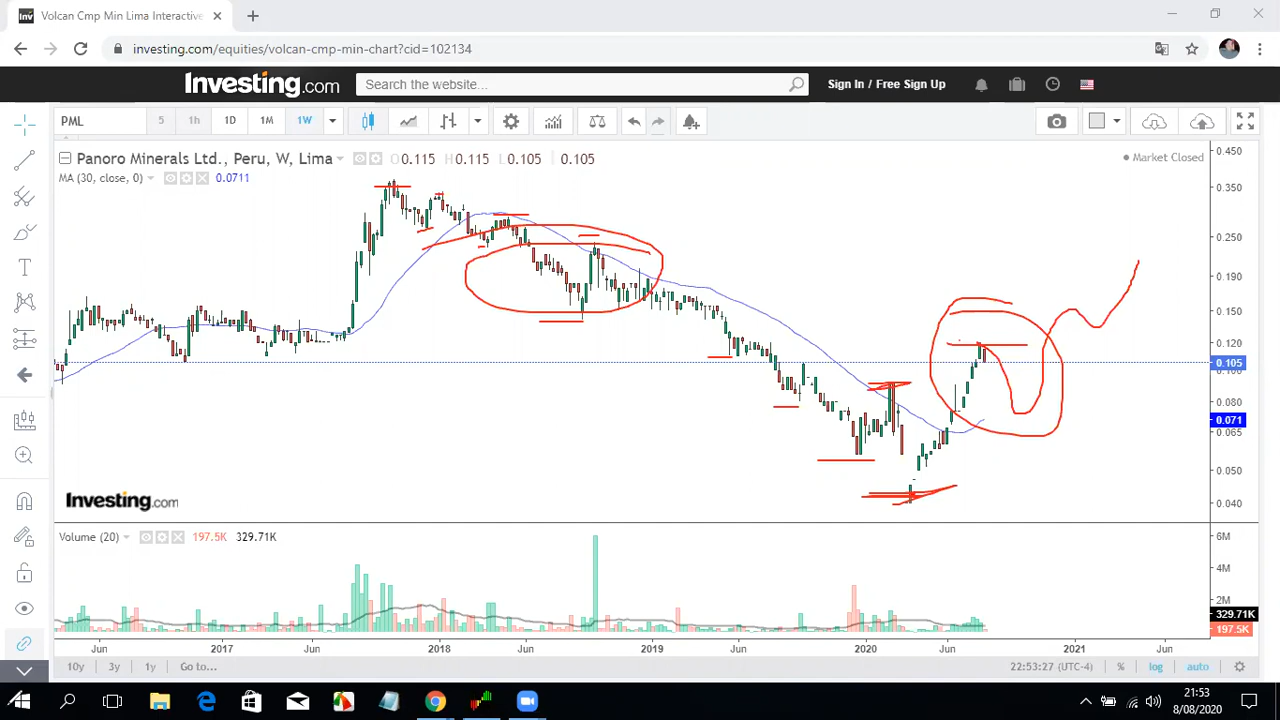 Volcan Cmp Min Lima Interactive
investing.com/equities/volcan-cmp-min-chart?cid=102134
Investing.com
Search the website...
Sign In / Free Sign Up
PML
5 1h 1D 1M 1W
Panoro Minerals Ltd., Peru, W, Lima
O0.115 H0.115 L0.105 0.105
Market Closed
MA (30, close, 0) 0.0711
0.450
0.350
0.250
0.190
0.150
0.120
0.105
0.100
0.080
0.071
0.065
0.050
0.040
Investing.com
Volume (20) 197.5K 329.71K
6M
4M
2M
329.71K
197.5K
Jun 2017 Jun 2018 Jun 2019 Jun 2020 Jun 2021 Jun
10y 3y 1y Go to...
22:53:27 (UTC-4) % log auto
21:53
8/08/2020